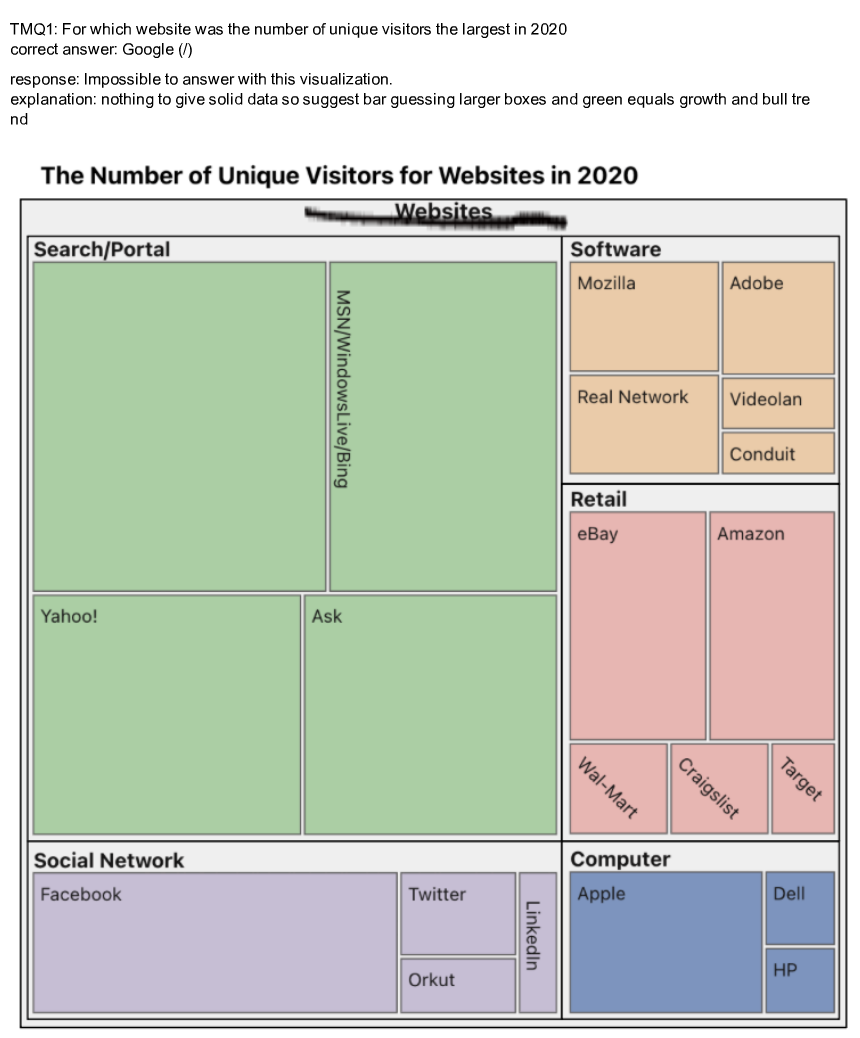 TMQ1: For which website was the number of unique visitors the largest in 2020
correct answer: Google (/)
response: Impossible to answer with this visualization.
explanation: nothing to give solid data so suggest bar guessing larger boxes and green equals growth and bull tre
nd
The Number of Unique Visitors for Websites in 2020
Websites
Search/Portal
MSN/WindowsLive/Bing
Yahoo!
Ask
Software
Mozilla
Adobe
Real Network
Videolan
Conduit
Retail
eBay
Amazon
Wal-Mart
Craigslist
Target
Social Network
Facebook
Twitter
Orkut
LinkedIn
Computer
Apple
Dell
HP